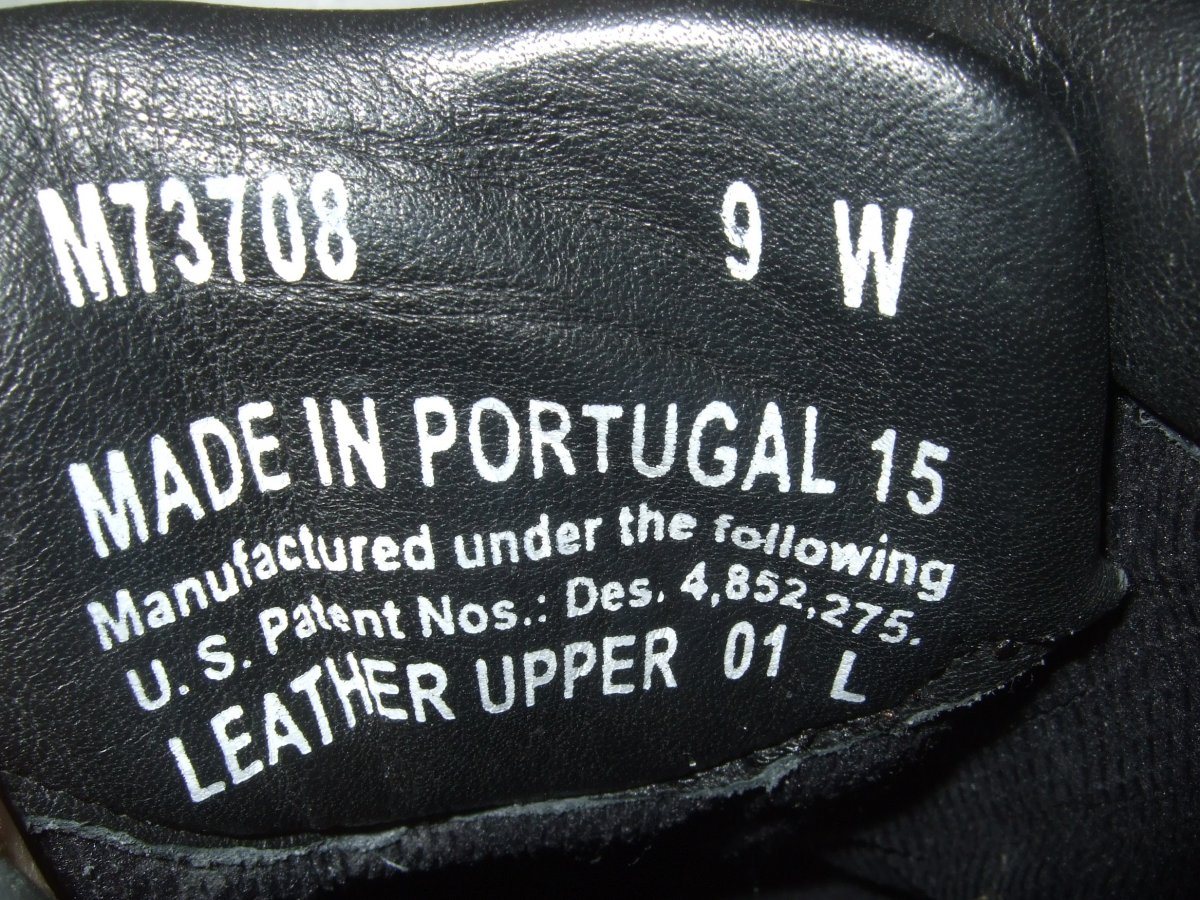 M73708 9 W
MADE IN PORTUGAL 15
Manufactured under the following
U. S. Patent Nos.: Des. 4,852,275.
LEATHER UPPER 01 L